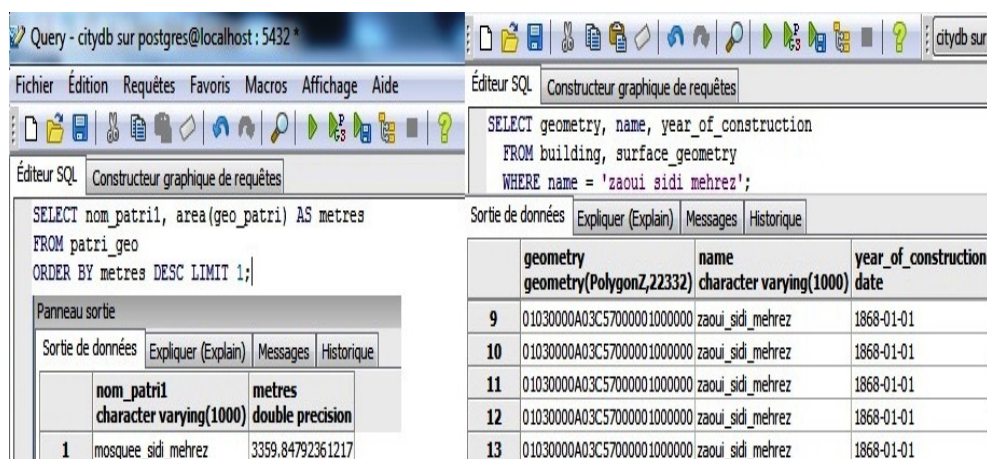 Query - citydb sur postgres@localhost : 5432 *
Fichier Édition Requêtes Favoris Macros Affichage Aide
Éditeur SQL Constructeur graphique de requêtes
SELECT nom_patri1, area(geo_patri) AS metres
FROM patri_geo
ORDER BY metres DESC LIMIT 1;
Panneau sortie
Sortie de données Expliquer (Explain) Messages Historique
nom_patri1 metres
character varying(1000) double precision
1 mosquee_sidi_mehrez 3359.84792361217
citydb sur
Éditeur SQL Constructeur graphique de requêtes
SELECT geometry, name, year_of_construction
FROM building, surface_geometry
WHERE name = 'zaoui_sidi_mehrez';
Sortie de données Expliquer (Explain) Messages Historique
geometry name year_of_construction
geometry(PolygonZ,22332) character varying(1000) date
9 01030000A03C57000001000000 zaoui_sidi_mehrez 1868-01-01
10 01030000A03C57000001000000 zaoui_sidi_mehrez 1868-01-01
11 01030000A03C57000001000000 zaoui_sidi_mehrez 1868-01-01
12 01030000A03C57000001000000 zaoui_sidi_mehrez 1868-01-01
13 01030000A03C57000001000000 zaoui_sidi_mehrez 1868-01-01